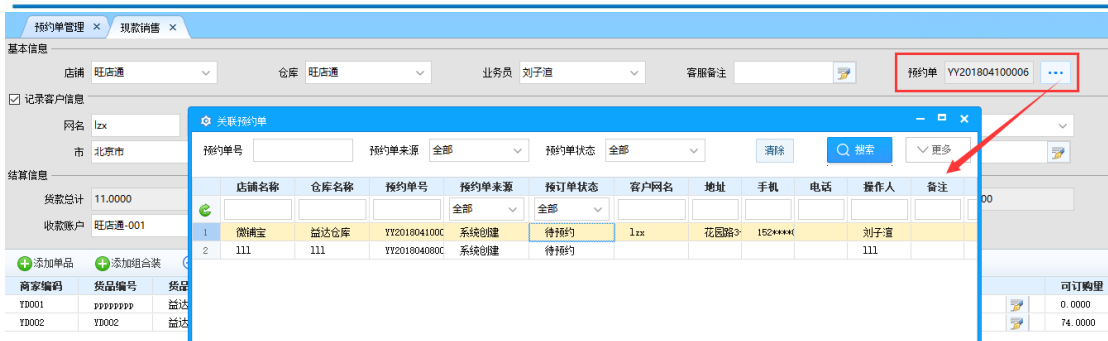 预约单管理 × 现款销售 ×
基本信息
店铺 旺店通 仓库 旺店通 业务员 刘子渲 客服备注 预约单 YY201804100006 ...
记录客户信息
网名 lzx
关联预约单
市 北京市
预约单号 预约单来源 全部 预约单状态 全部 清除 搜索 更多
结算信息
店铺名称 仓库名称 预约单号 预约单来源 预订单状态 客户网名 地址 手机 电话 操作人 备注
货款总计 11.0000
全部 全部
00
收款账户 旺店通-001
1 微铺宝 益达仓库 YY2018041000 系统创建 待预约 lzx 花园路3- 152****( 刘子渲
2 111 111 YY2018040800 系统创建 待预约 111
添加单品 添加组合装
商家编码 货品编号 货品 可订购量
YD001 pppppppp 益达 0.0000
YD002 YD002 益达 74.0000